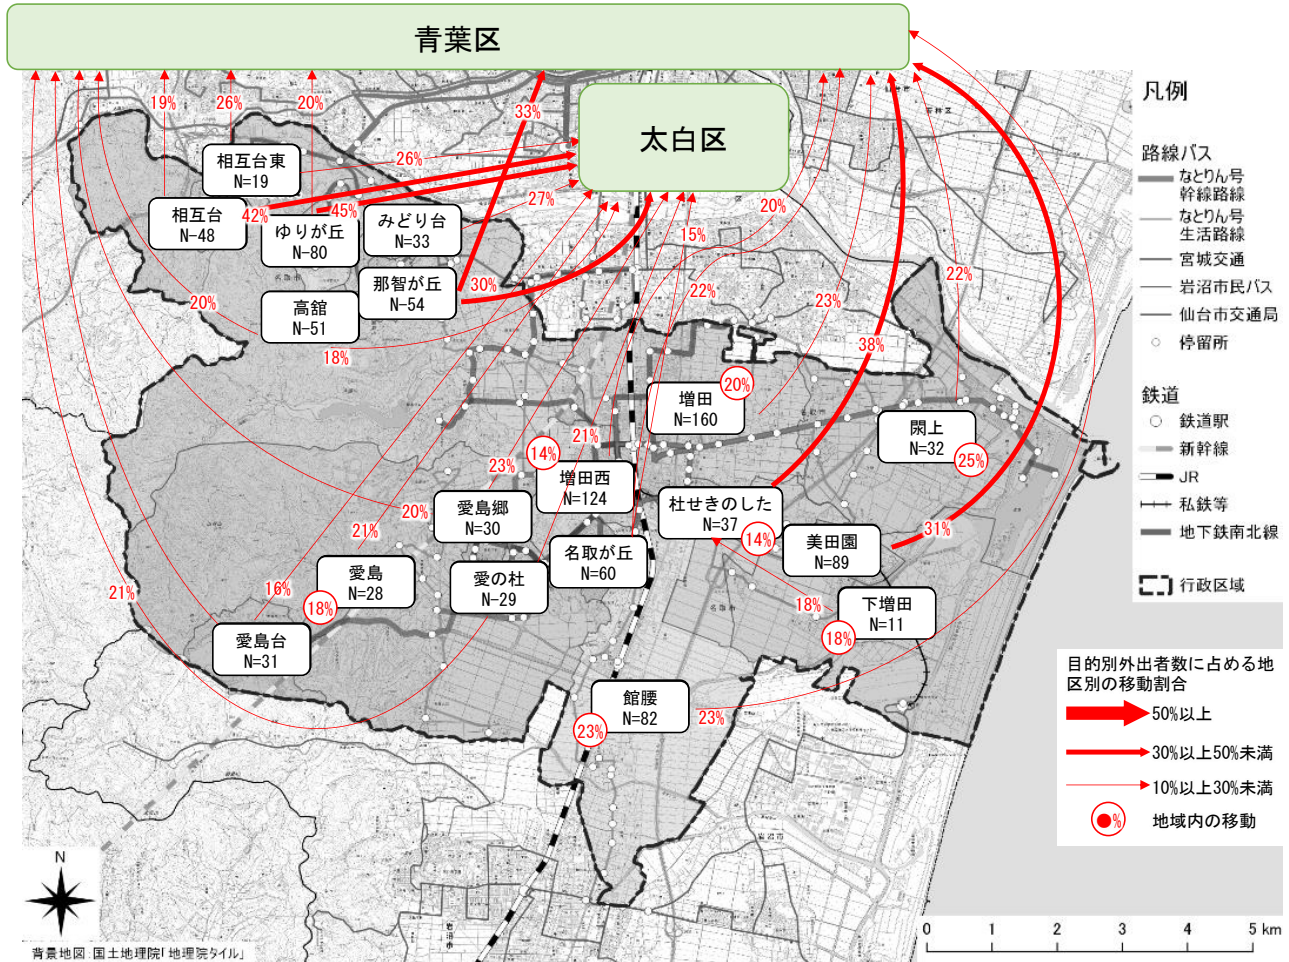 青葉区
太白区
19%
26%
20%
33%
相互台東
N=19
26%
相互台
N-48
42%
ゆりが丘
N-80
45%
みどり台
N=33
27%
那智が丘
N-54
30%
高舘
N-51
20%
18%
20%
15%
22%
23%
22%
38%
増田
N=160
20%
閖上
N=32
25%
21%
14%
増田西
N=124
23%
愛島郷
N=30
20%
21%
杜せきのした
N=37
14%
美田園
N=89
31%
名取が丘
N=60
愛の杜
N-29
愛島
N=28
18%
16%
21%
愛島台
N=31
18%
下増田
N=11
18%
館腰
N=82
23%
23%
名取市
名取市
岩沼市
岩沼市
凡例
路線バス
なとりん号
幹線路線
なとりん号
生活路線
宮城交通
岩沼市民バス
仙台市交通局
停留所
鉄道
鉄道駅
新幹線
JR
私鉄等
地下鉄南北線
行政区域
目的別外出者数に占める地
区別の移動割合
50%以上
30%以上50%未満
10%以上30%未満
●% 地域内の移動
N
背景地図:国土地理院「地理院タイル」
0 1 2 3 4 5 km